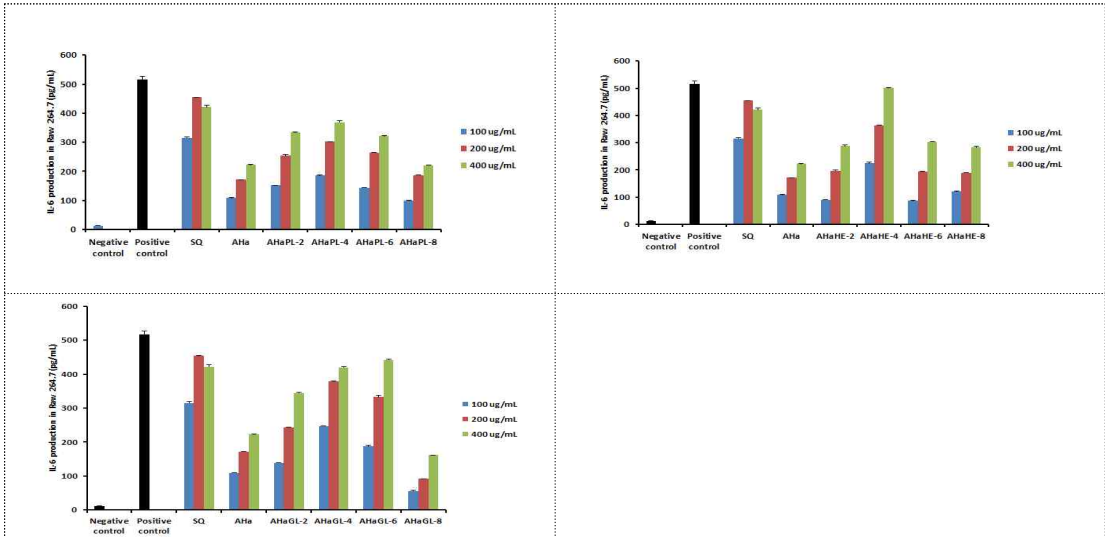 IL-6 production in Raw 264.7 (pg/mL)
600
500
400
300
200
100
0
Negative control
Positive control
SQ
AHa
AHaPL-2
AHaPL-4
AHaPL-6
AHaPL-8
100 ug/mL
200 ug/mL
400 ug/mL
IL-6 production in Raw 264.7 (pg/mL)
600
500
400
300
200
100
0
Negative control
Positive control
SQ
AHa
AHaHE-2
AHaHE-4
AHaHE-6
AHaHE-8
100 ug/mL
200 ug/mL
400 ug/mL
IL-6 production in Raw 264.7 (pg/mL)
600
500
400
300
200
100
0
Negative control
Positive control
SQ
AHa
AHaGL-2
AHaGL-4
AHaGL-6
AHaGL-8
100 ug/mL
200 ug/mL
400 ug/mL